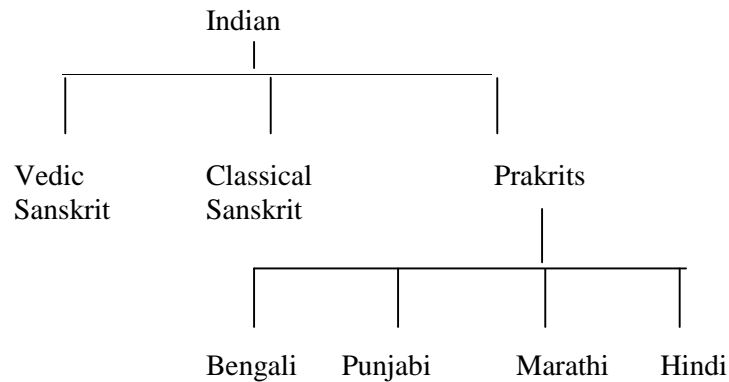 Indian
Vedic Sanskrit
Classical Sanskrit
Prakrits
Bengali
Punjabi
Marathi
Hindi